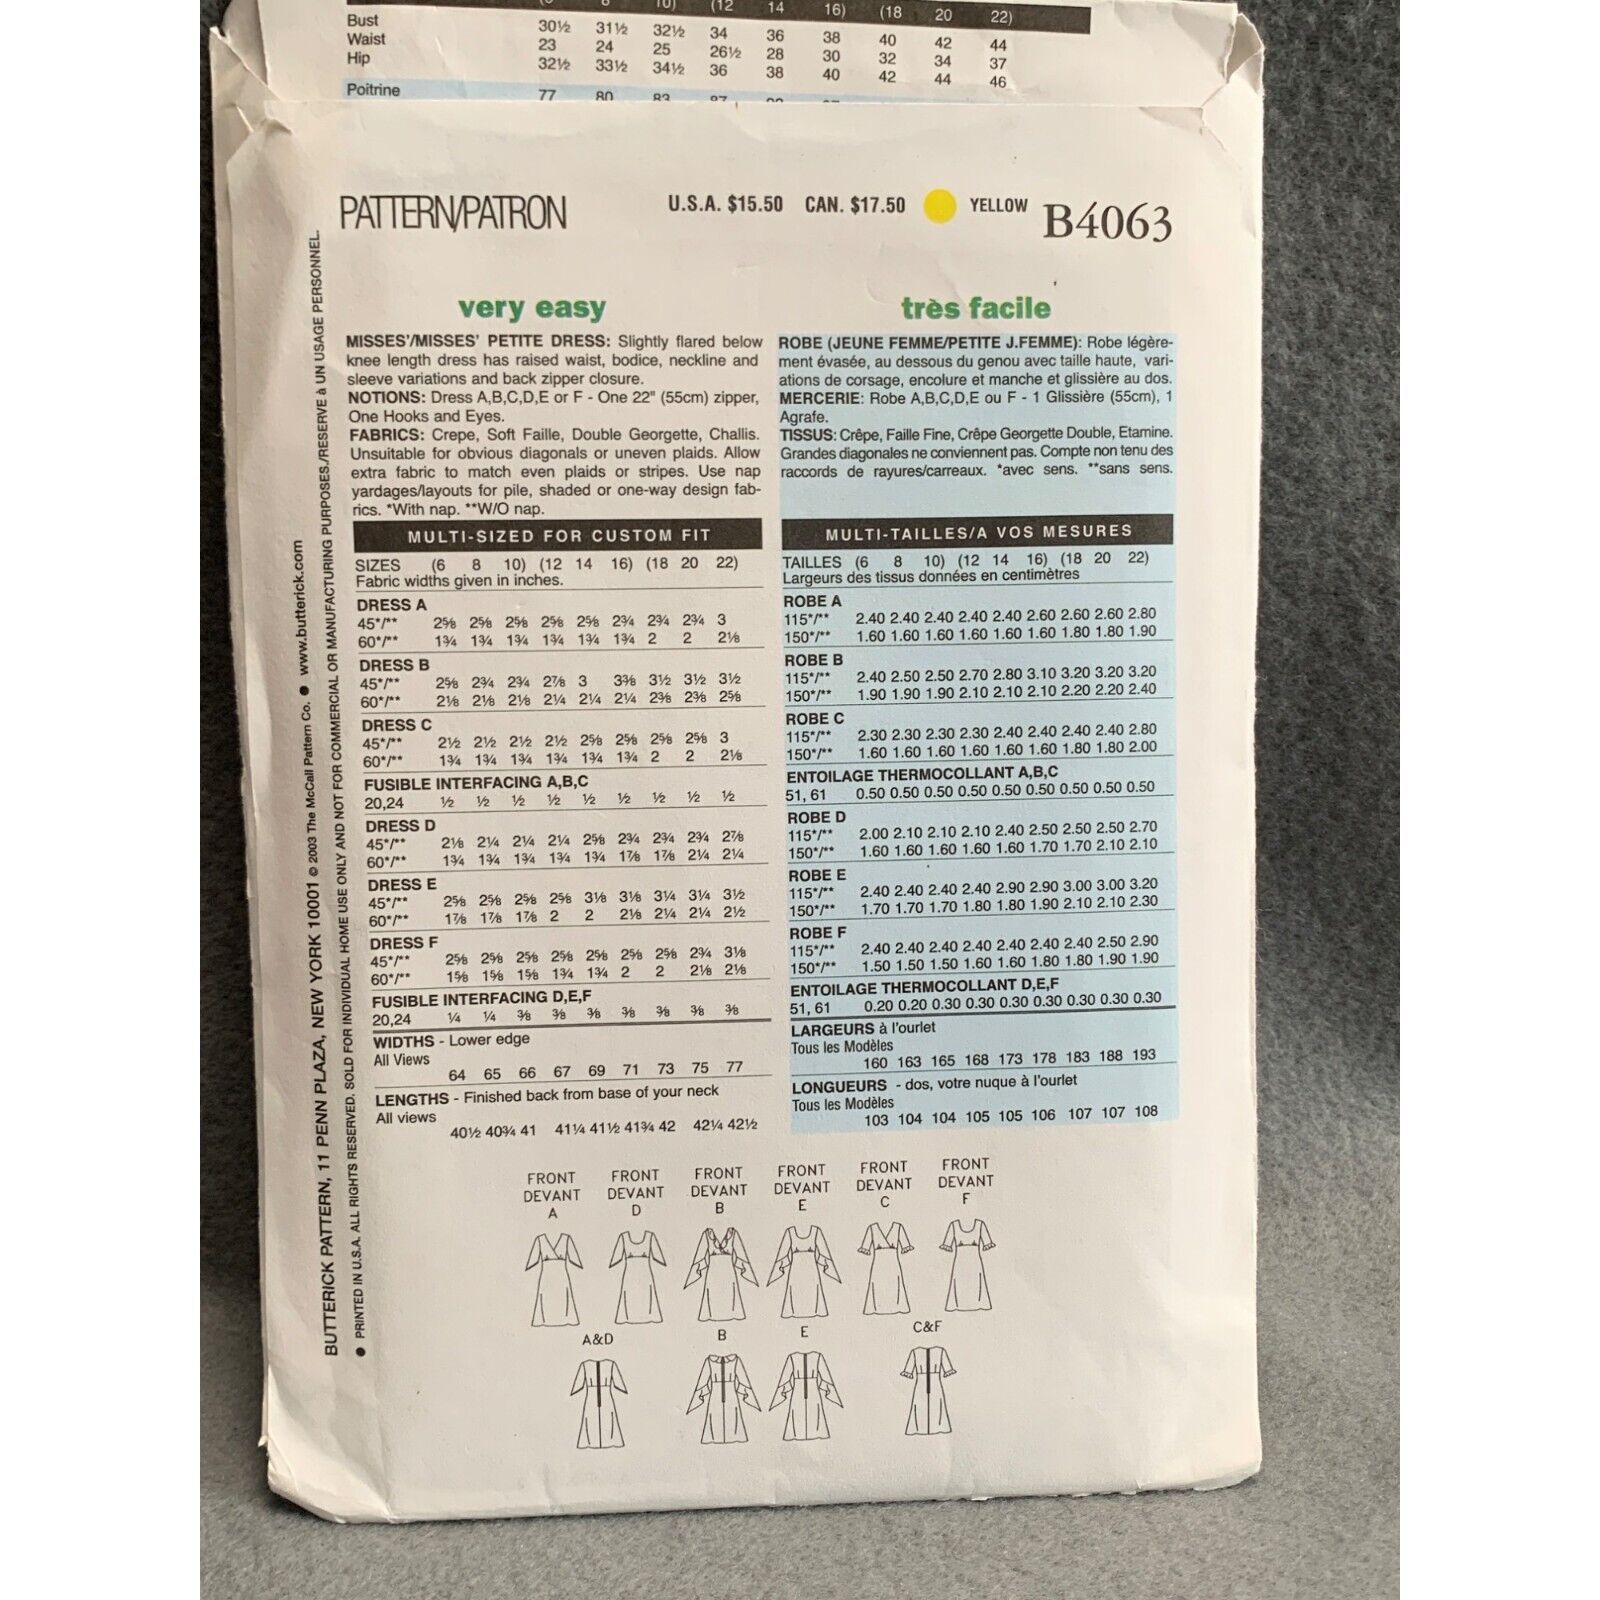 10) (12 14 16) (18 20 22)
Bust 30½ 31½ 32½ 34 36 38 40 42 44
Waist 23 24 25 26½ 28 30 32 34 37
Hip 32½ 33½ 34½ 36 38 40 42 44 46
Poitrine 77 80 83
PATTERN/PATRON U.S.A. $15.50 CAN. $17.50 YELLOW B4063
very easy
MISSES'/MISSES' PETITE DRESS: Slightly flared below
knee length dress has raised waist, bodice, neckline and
sleeve variations and back zipper closure.
NOTIONS: Dress A,B,C,D,E or F - One 22" (55cm) zipper,
One Hooks and Eyes.
FABRICS: Crepe, Soft Faille, Double Georgette, Challis.
Unsuitable for obvious diagonals or uneven plaids. Allow
extra fabric to match even plaids or stripes. Use nap
yardages/layouts for pile, shaded or one-way design fab-
rics. *With nap. **W/O nap.
MULTI-SIZED FOR CUSTOM FIT
SIZES (6 8 10) (12 14 16) (18 20 22)
Fabric widths given in inches.
DRESS A
45*/** 2⅝ 2⅝ 2⅝ 2⅝ 2⅝ 2¾ 2¾ 2¾ 3
60*/** 1¾ 1¾ 1¾ 1¾ 1¾ 1¾ 2 2 2⅛
DRESS B
45*/** 2⅝ 2¾ 2¾ 2⅞ 3 3⅜ 3½ 3½ 3½
60*/** 2⅛ 2⅛ 2⅛ 2¼ 2¼ 2¼ 2⅜ 2⅜ 2⅝
DRESS C
45*/** 2½ 2½ 2½ 2½ 2⅝ 2⅝ 2⅝ 2⅝ 3
60*/** 1¾ 1¾ 1¾ 1¾ 1¾ 1¾ 2 2 2⅛
FUSIBLE INTERFACING A,B,C
20,24 ½ ½ ½ ½ ½ ½ ½ ½ ½
DRESS D
45*/** 2⅛ 2¼ 2¼ 2¼ 2⅝ 2¾ 2¾ 2¾ 2⅞
60*/** 1¾ 1¾ 1¾ 1¾ 1¾ 1⅞ 1⅞ 2¼ 2¼
DRESS E
45*/** 2⅝ 2⅝ 2⅝ 2⅝ 3⅛ 3⅛ 3¼ 3¼ 3½
60*/** 1⅞ 1⅞ 1⅞ 2 2 2⅛ 2¼ 2¼ 2½
DRESS F
45*/** 2⅝ 2⅝ 2⅝ 2⅝ 2⅝ 2⅝ 2⅝ 2¾ 3⅛
60*/** 1⅝ 1⅝ 1⅝ 1¾ 1¾ 2 2 2⅛ 2⅛
FUSIBLE INTERFACING D,E,F
20,24 ¼ ¼ ⅜ ⅜ ⅜ ⅜ ⅜ ⅜ ⅜
WIDTHS - Lower edge
All Views
64 65 66 67 69 71 73 75 77
LENGTHS - Finished back from base of your neck
All views
40½ 40¾ 41 41¼ 41½ 41¾ 42 42¼ 42½
très facile
ROBE (JEUNE FEMME/PETITE J.FEMME): Robe légère-
ment évasée, au dessous du genou avec taille haute, vari-
ations de corsage, encolure et manche et glissière au dos.
MERCERIE: Robe A,B,C,D,E ou F - 1 Glissière (55cm), 1
Agrafe.
TISSUS: Crêpe, Faille Fine, Crêpe Georgette Double, Etamine.
Grandes diagonales ne conviennent pas. Compte non tenu des
raccords de rayures/carreaux. *avec sens. **sans sens.
MULTI-TAILLES/A VOS MESURES
TAILLES (6 8 10) (12 14 16) (18 20 22)
Largeurs des tissus données en centimètres
ROBE A
115*/** 2.40 2.40 2.40 2.40 2.40 2.60 2.60 2.60 2.80
150*/** 1.60 1.60 1.60 1.60 1.60 1.60 1.80 1.80 1.90
ROBE B
115*/** 2.40 2.50 2.50 2.70 2.80 3.10 3.20 3.20 3.20
150*/** 1.90 1.90 1.90 2.10 2.10 2.10 2.20 2.20 2.40
ROBE C
115*/** 2.30 2.30 2.30 2.30 2.40 2.40 2.40 2.40 2.80
150*/** 1.60 1.60 1.60 1.60 1.60 1.60 1.80 1.80 2.00
ENTOILAGE THERMOCOLLANT A,B,C
51, 61 0.50 0.50 0.50 0.50 0.50 0.50 0.50 0.50 0.50
ROBE D
115*/** 2.00 2.10 2.10 2.10 2.40 2.50 2.50 2.50 2.70
150*/** 1.60 1.60 1.60 1.60 1.60 1.70 1.70 2.10 2.10
ROBE E
115*/** 2.40 2.40 2.40 2.40 2.90 2.90 3.00 3.00 3.20
150*/** 1.70 1.70 1.70 1.80 1.80 1.90 2.10 2.10 2.30
ROBE F
115*/** 2.40 2.40 2.40 2.40 2.40 2.40 2.40 2.50 2.90
150*/** 1.50 1.50 1.50 1.60 1.60 1.80 1.80 1.90 1.90
ENTOILAGE THERMOCOLLANT D,E,F
51, 61 0.20 0.20 0.30 0.30 0.30 0.30 0.30 0.30 0.30
LARGEURS à l'ourlet
Tous les Modèles
160 163 165 168 173 178 183 188 193
LONGUEURS - dos, votre nuque à l'ourlet
Tous les Modèles
103 104 104 105 105 106 107 107 108
FRONT FRONT FRONT FRONT FRONT FRONT
DEVANT DEVANT DEVANT DEVANT DEVANT DEVANT
A D B E C F
A&D B E C&F
BUTTERICK PATTERN, 11 PENN PLAZA, NEW YORK 10001 © 2003 The McCall Pattern Co. ● www.butterick.com
● PRINTED IN U.S.A. ALL RIGHTS RESERVED. SOLD FOR INDIVIDUAL HOME USE ONLY AND NOT FOR COMMERCIAL OR MANUFACTURING PURPOSES./RESERVE à UN USAGE PERSONNEL.